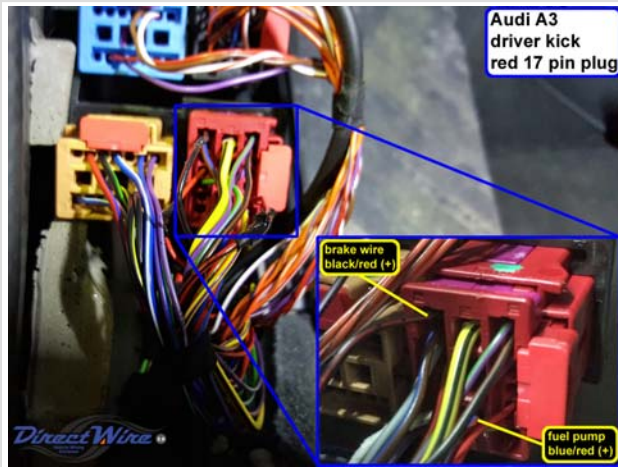 Audi A3
driver kick
red 17 pin plug
brake wire
black/red (+)
fuel pump
blue/red (+)
DirectWire